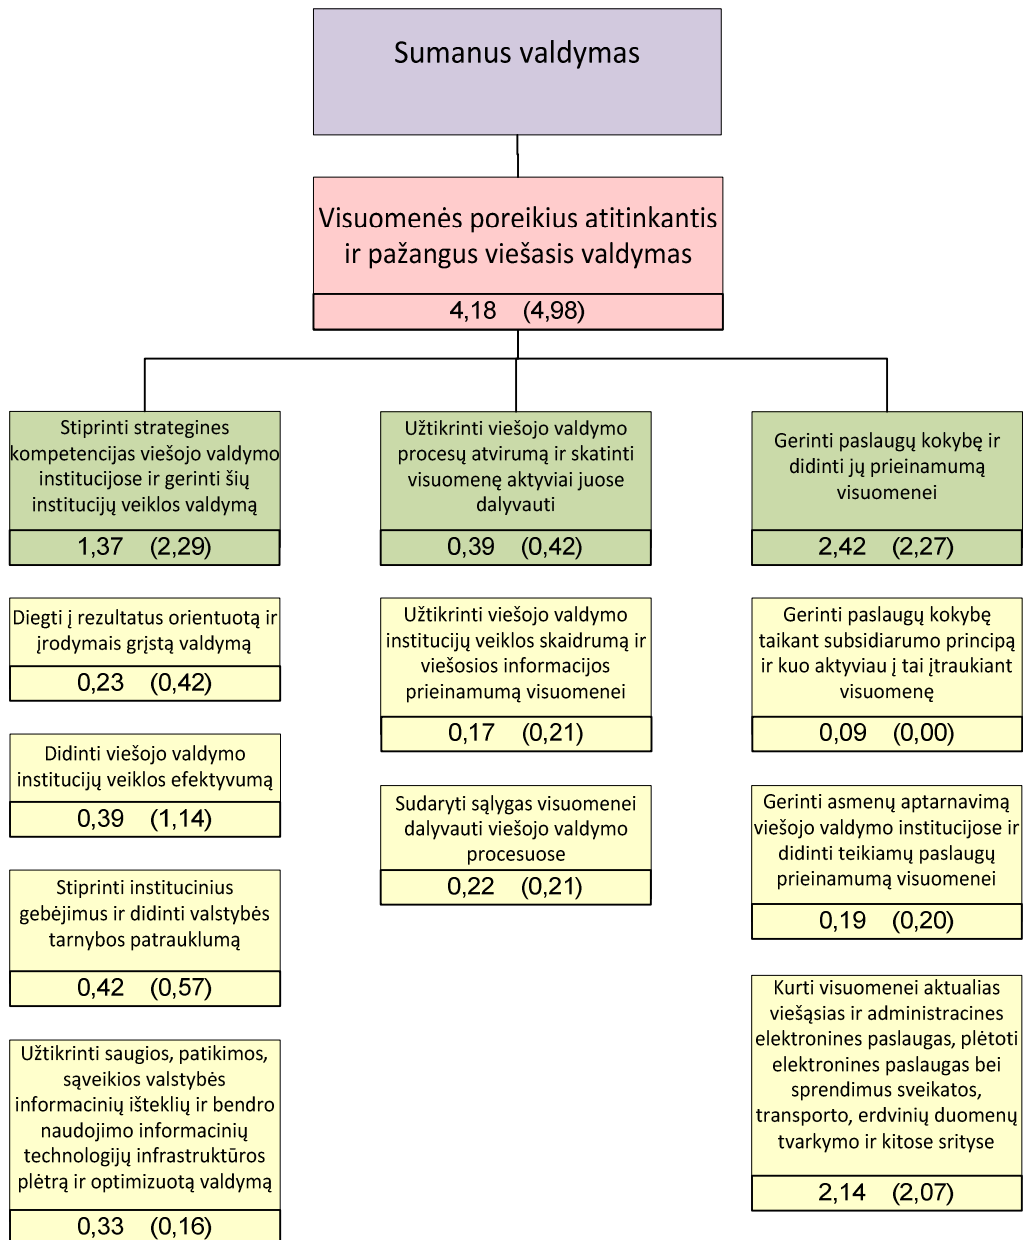 Sumanus valdymas
Visuomenės poreikius atitinkantis
ir pažangus viešasis valdymas
4,18 (4,98)
Stiprinti strategines
kompetencijas viešojo valdymo
institucijose ir gerinti šių
institucijų veiklos valdymą
1,37 (2,29)
Diegti į rezultatus orientuotą ir
įrodymais grįstą valdymą
0,23 (0,42)
Didinti viešojo valdymo
institucijų veiklos efektyvumą
0,39 (1,14)
Stiprinti institucinius
gebėjimus ir didinti valstybės
tarnybos patrauklumą
0,42 (0,57)
Užtikrinti saugios, patikimos,
sąveikios valstybės
informacinių išteklių ir bendro
naudojimo informacinių
technologijų infrastruktūros
plėtrą ir optimizuotą valdymą
0,33 (0,16)
Užtikrinti viešojo valdymo
procesų atvirumą ir skatinti
visuomenę aktyviai juose
dalyvauti
0,39 (0,42)
Užtikrinti viešojo valdymo
institucijų veiklos skaidrumą ir
viešosios informacijos
prieinamumą visuomenei
0,17 (0,21)
Sudaryti sąlygas visuomenei
dalyvauti viešojo valdymo
procesuose
0,22 (0,21)
Gerinti paslaugų kokybę ir
didinti jų prieinamumą
visuomenei
2,42 (2,27)
Gerinti paslaugų kokybę
taikant subsidiarumo principą
ir kuo aktyviau į tai įtraukiant
visuomenę
0,09 (0,00)
Gerinti asmenų aptarnavimą
viešojo valdymo institucijose ir
didinti teikiamų paslaugų
prieinamumą visuomenei
0,19 (0,20)
Kurti visuomenei aktualias
viešąsias ir administracines
elektronines paslaugas, plėtoti
elektronines paslaugas bei
sprendimus sveikatos,
transporto, erdvinių duomenų
tvarkymo ir kitose srityse
2,14 (2,07)